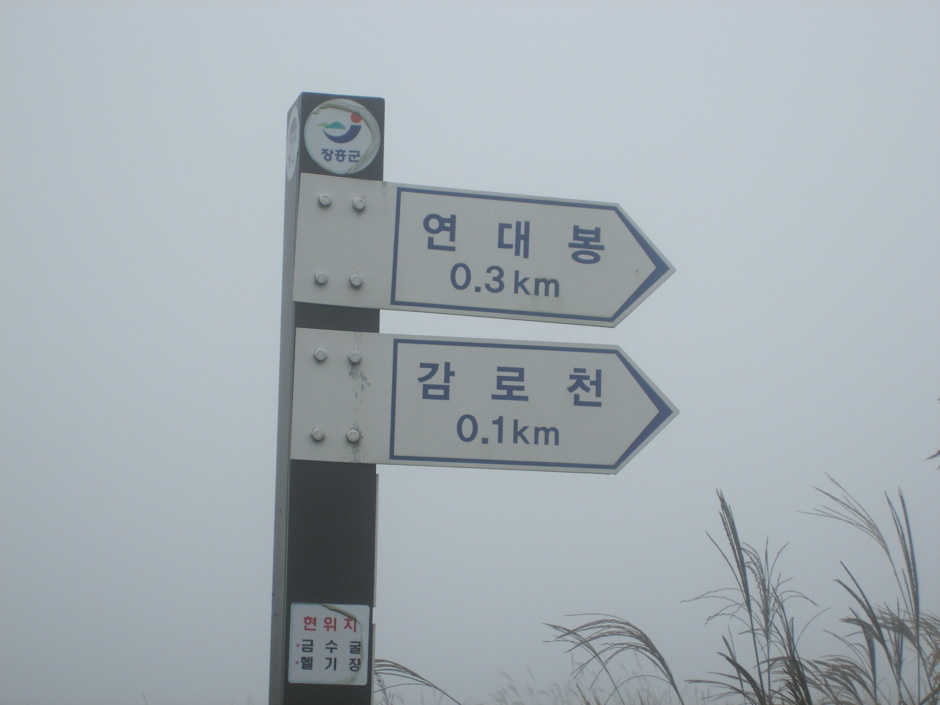 장흥군
연대봉
0.3km
감로천
0.1km
현위치
금수굴
헬기장